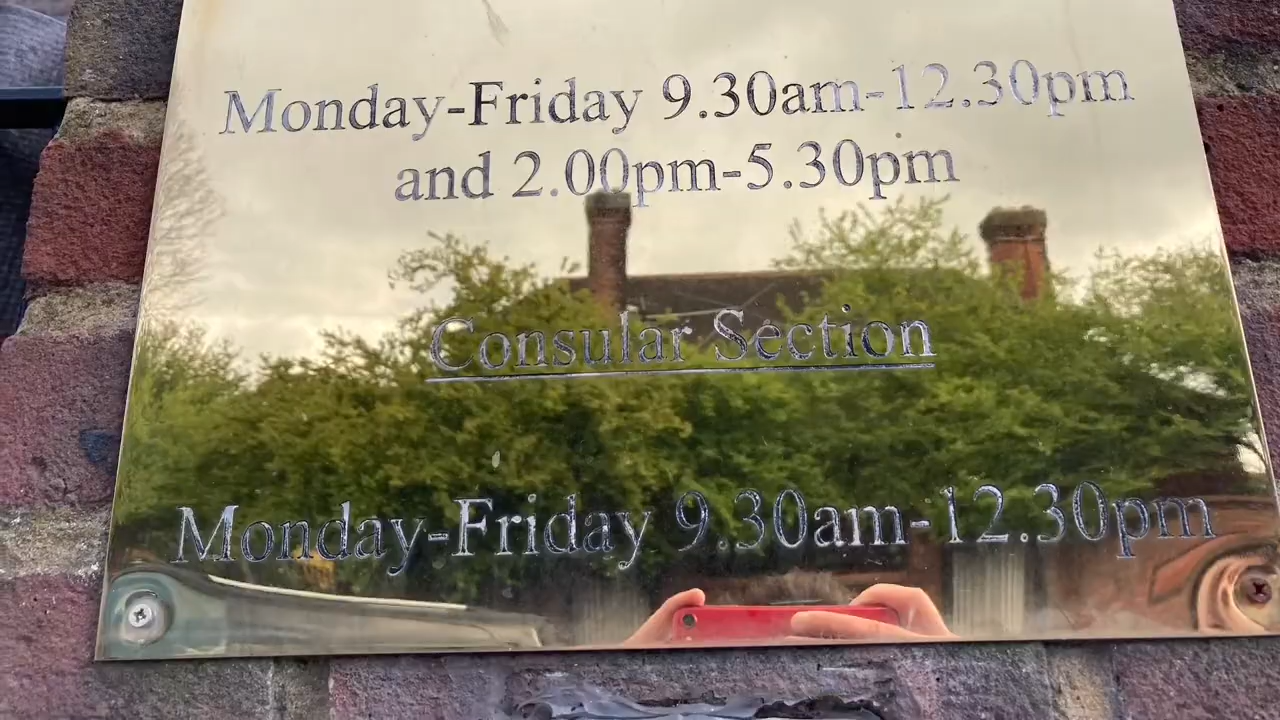 Monday-Friday 9.30am-12.30pm
and 2.00pm-5.30pm
Consular Section
Monday-Friday 9.30am-12.30pm